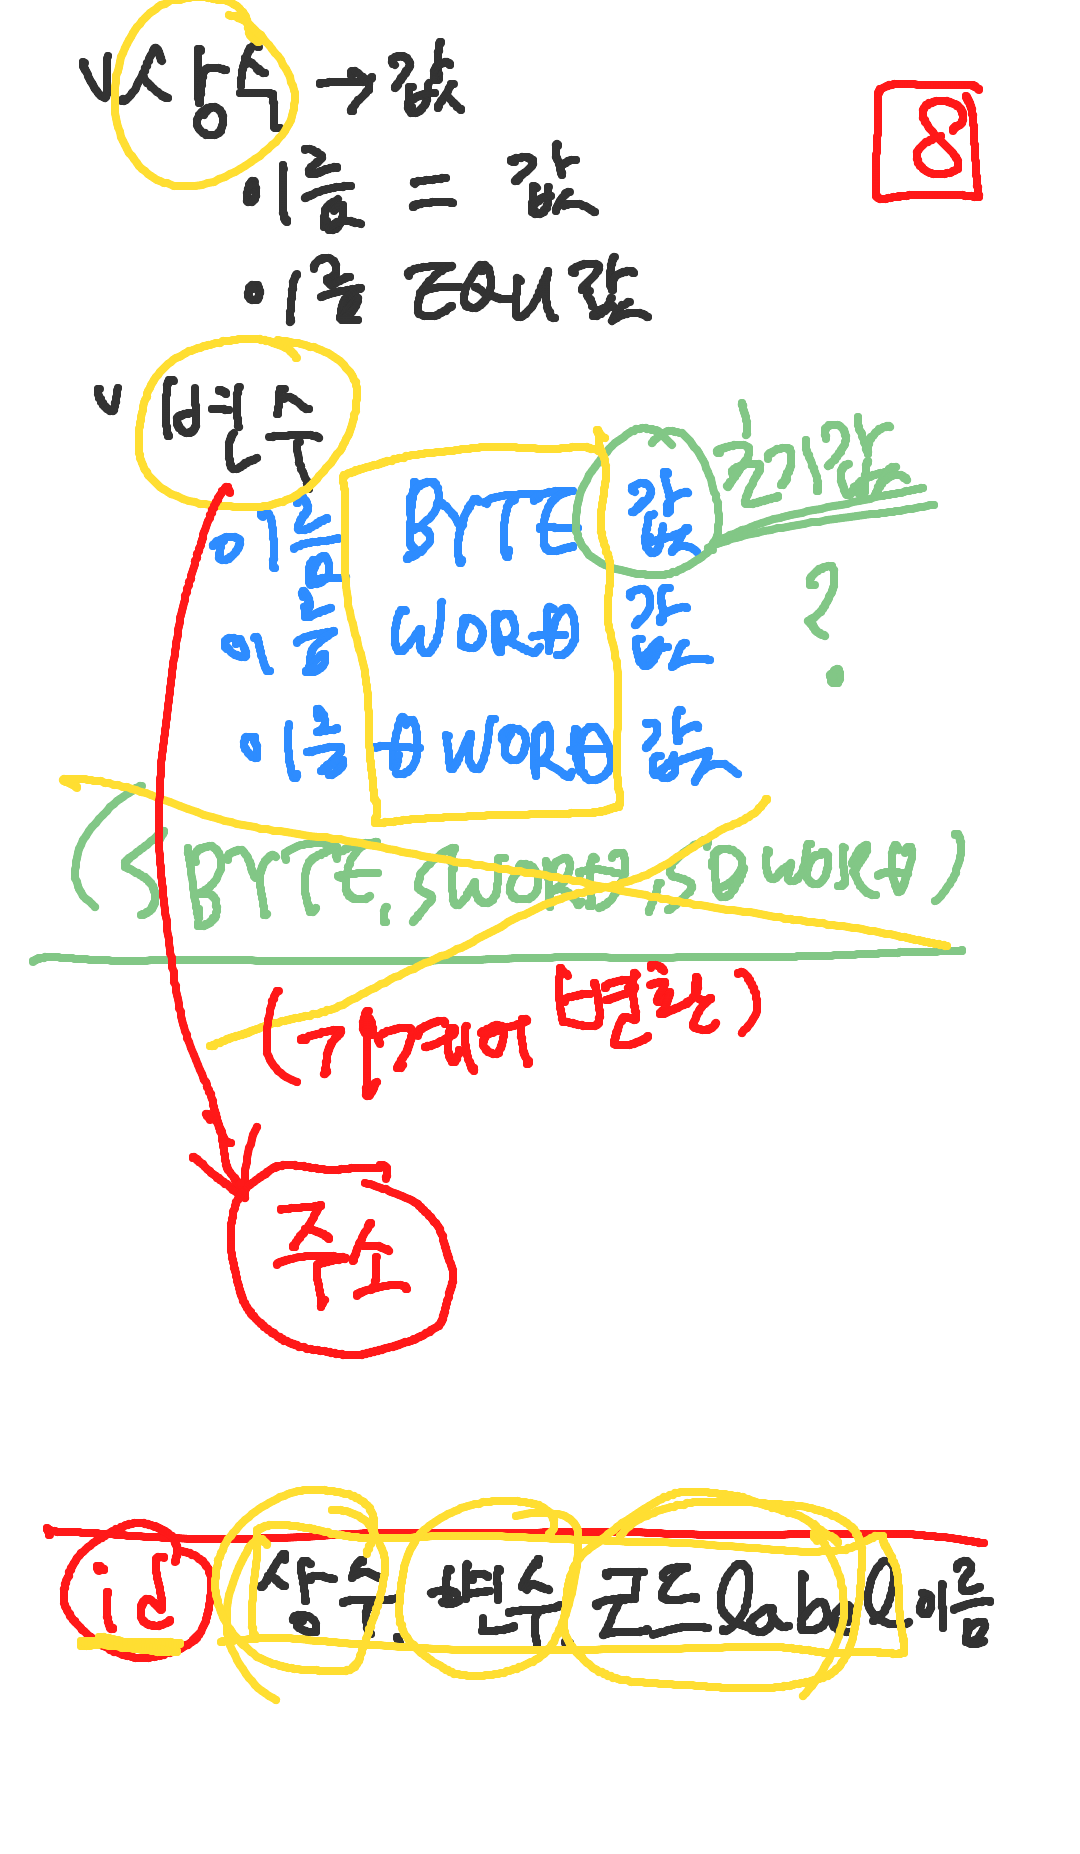 v 상수 → 값
8
이름 = 값
이름 EQU 값
v 변수
이름 BYTE 값 초기값
이름 WORD 값 ?
이름 DWORD 값
(SBYTE, SWORD, SDWORD)
(기계어 변환)
주소
id 상수, 변수, 코드label 이름